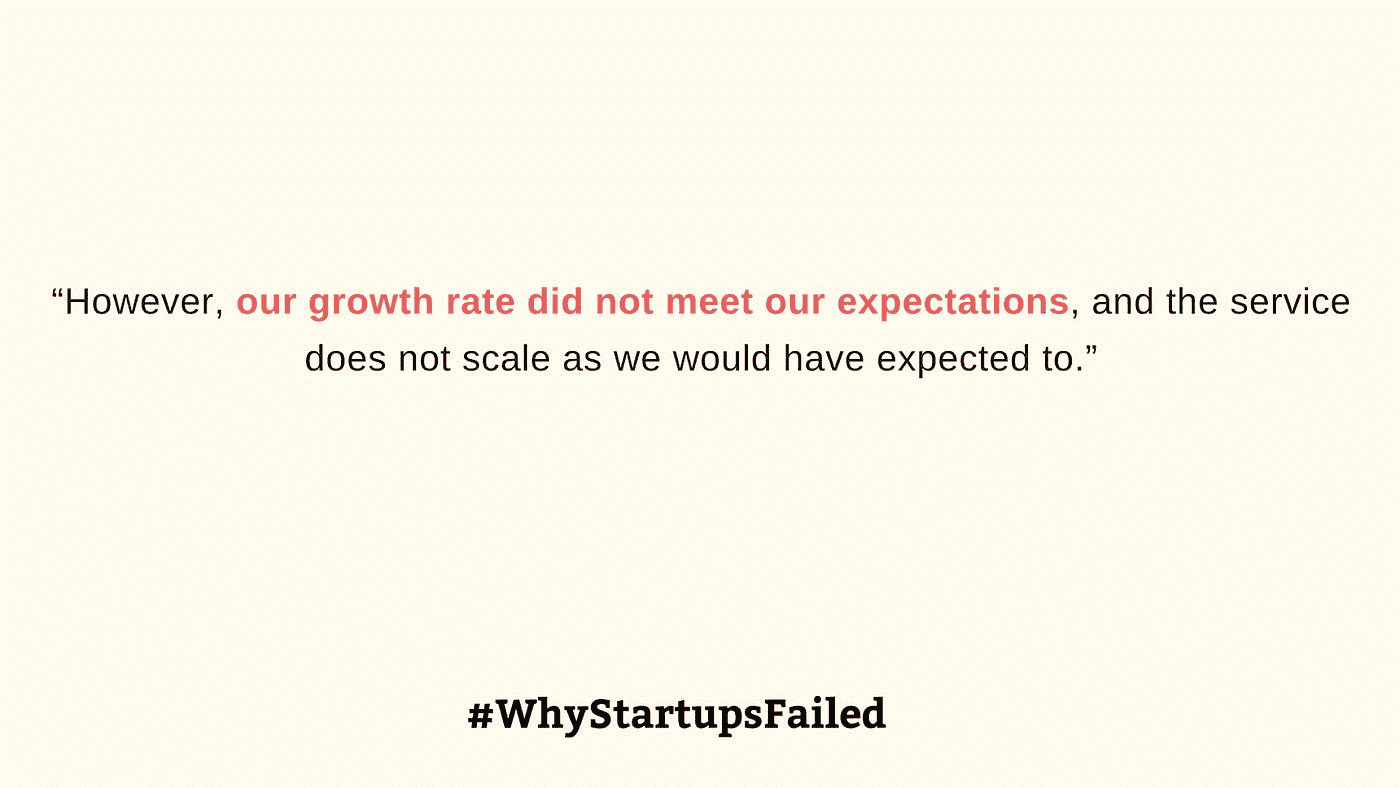 “However, our growth rate did not meet our expectations, and the service
does not scale as we would have expected to.”
#WhyStartupsFailed